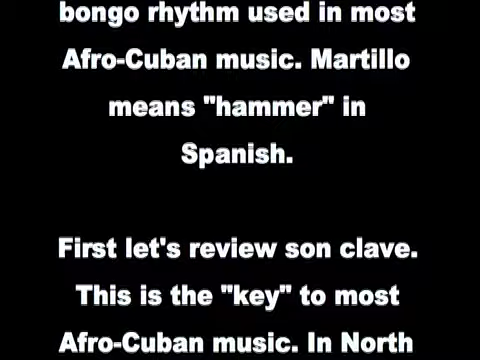 bongo rhythm used in most
Afro-Cuban music. Martillo
means "hammer" in
Spanish.
First let's review son clave.
This is the "key" to most
Afro-Cuban music. In North